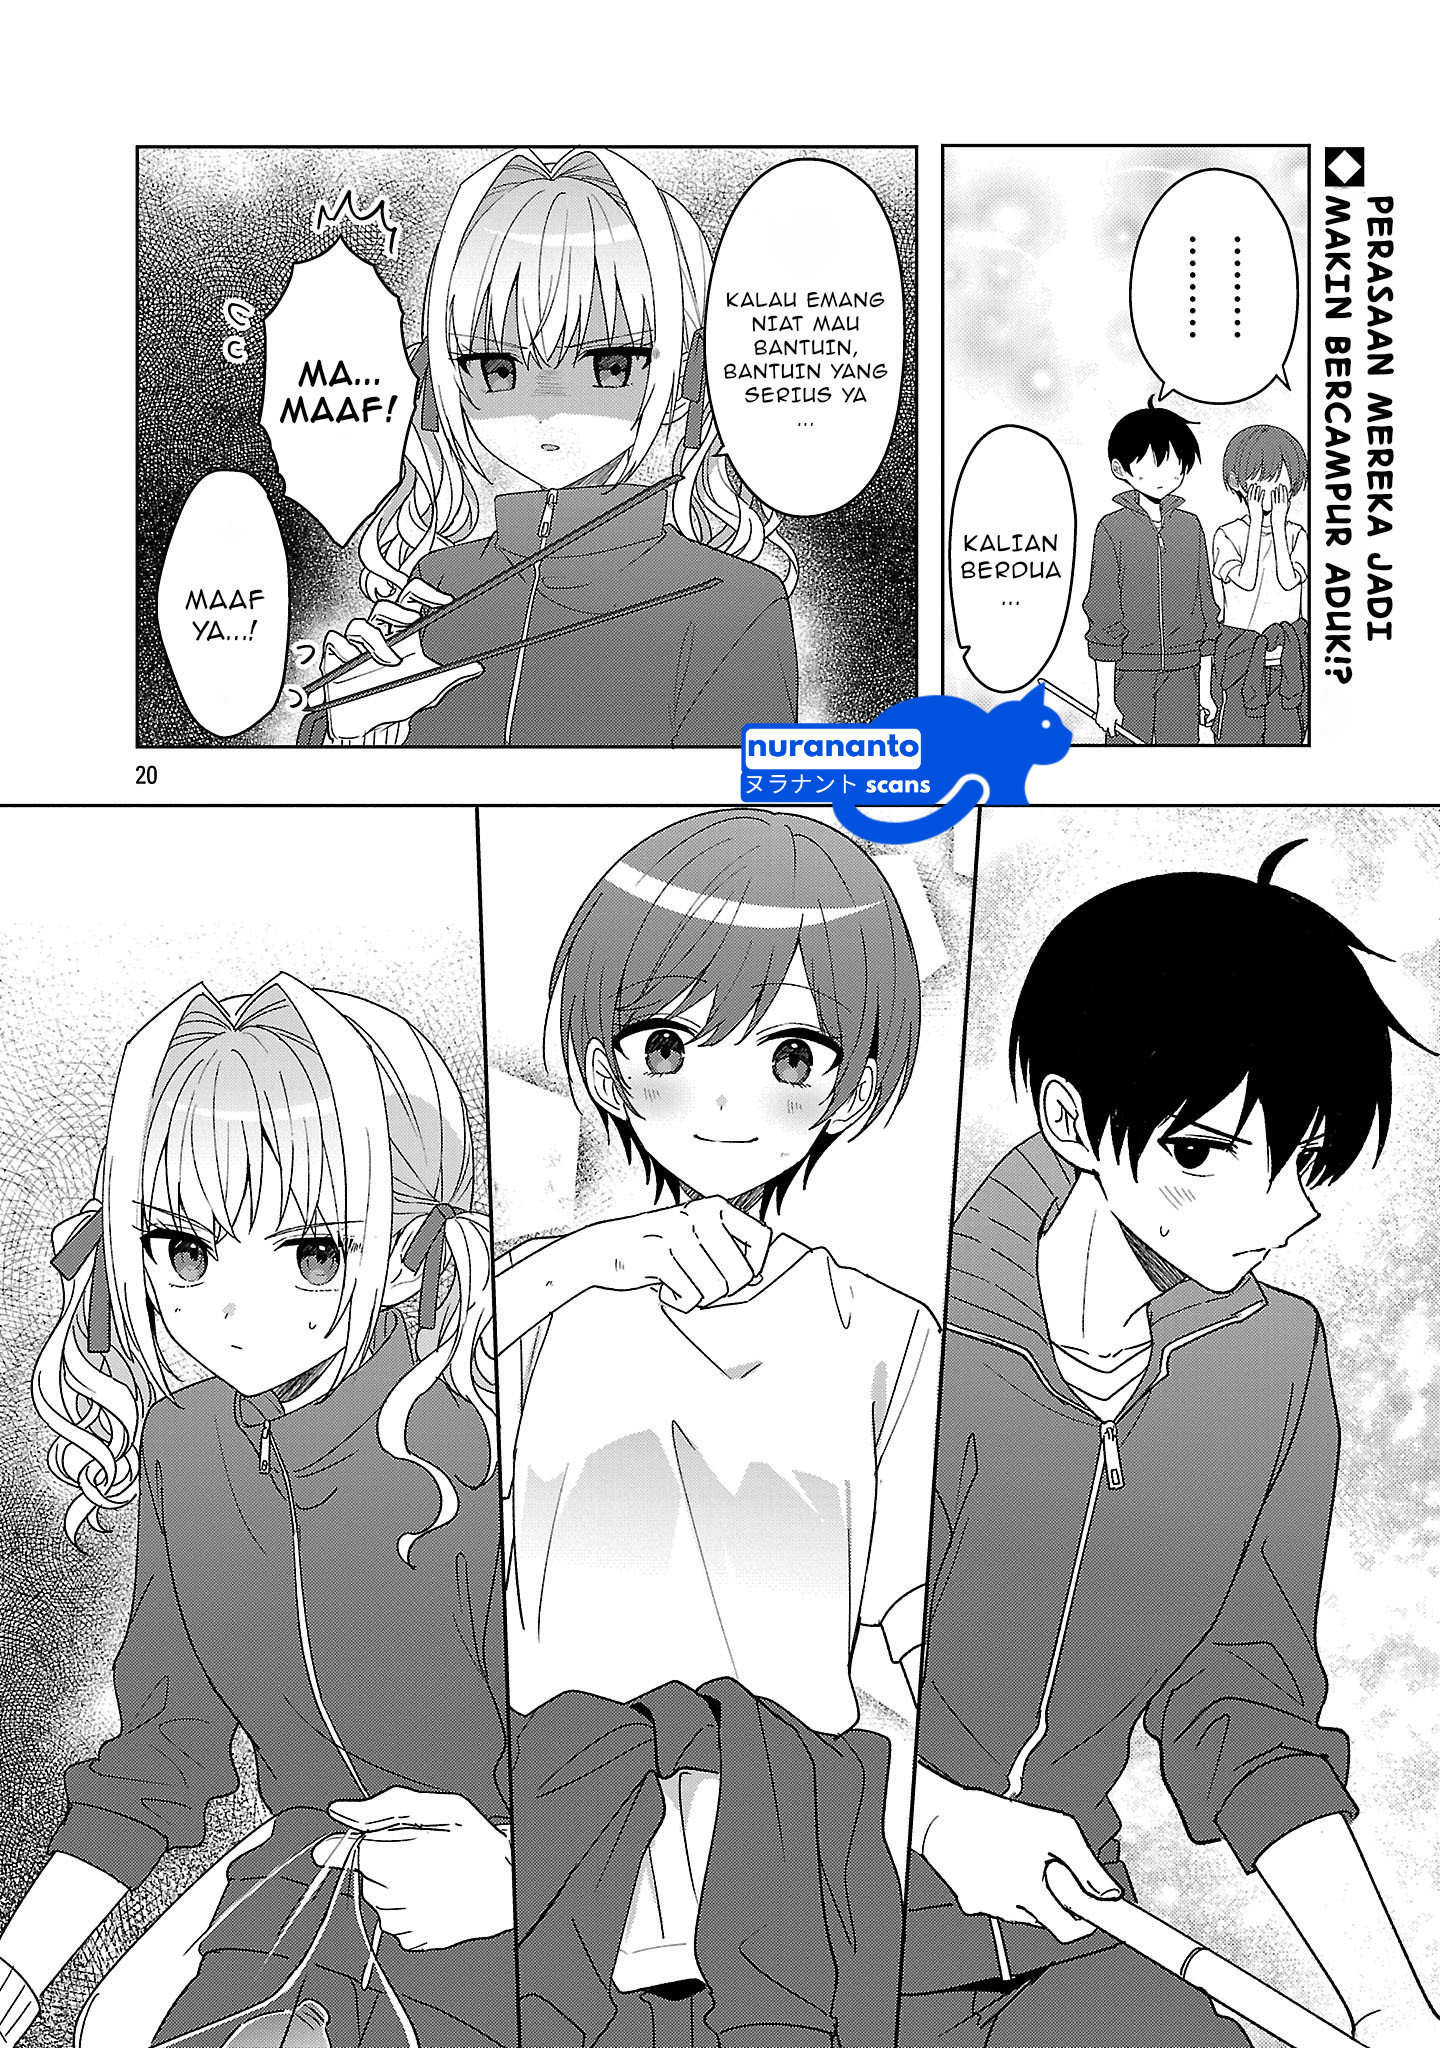 ◆PERASAAN MEREKA JADI
MAKIN BERCAMPUR ADUK!?
………
………
KALIAN
BERDUA
...
KALAU EMANG
NIAT MAU
BANTUIN,
BANTUIN YANG
SERIUS YA
...
MA...
MAAF!
MAAF
YA...!
20
nurananto
ヌラナント scans